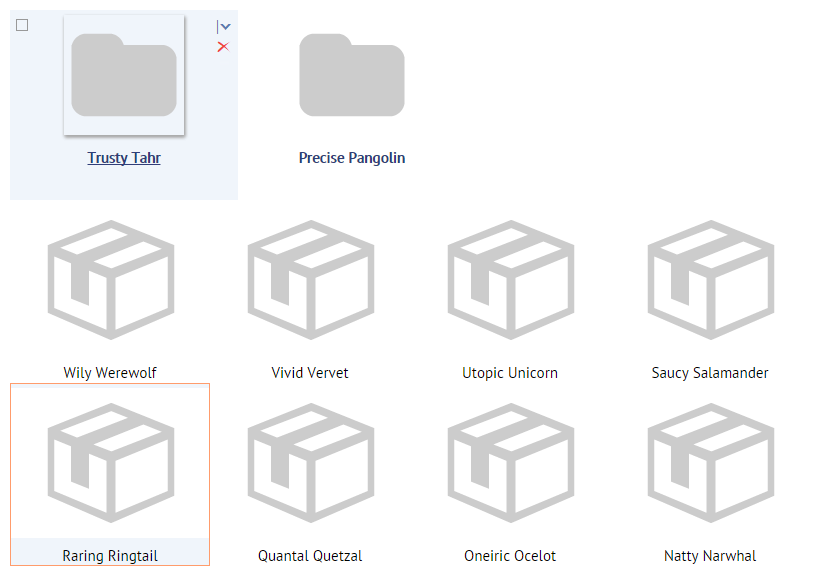 Trusty Tahr
Precise Pangolin
Wily Werewolf
Vivid Vervet
Utopic Unicorn
Saucy Salamander
Raring Ringtail
Quantal Quetzal
Oneiric Ocelot
Natty Narwhal